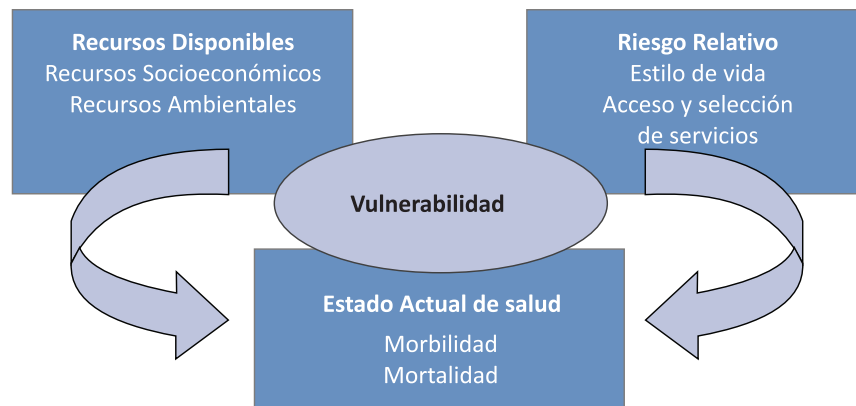 Recursos Disponibles
Recursos Socioeconómicos
Recursos Ambientales
Riesgo Relativo
Estilo de vida
Acceso y selección
de servicios
Vulnerabilidad
Estado Actual de salud
Morbilidad
Mortalidad